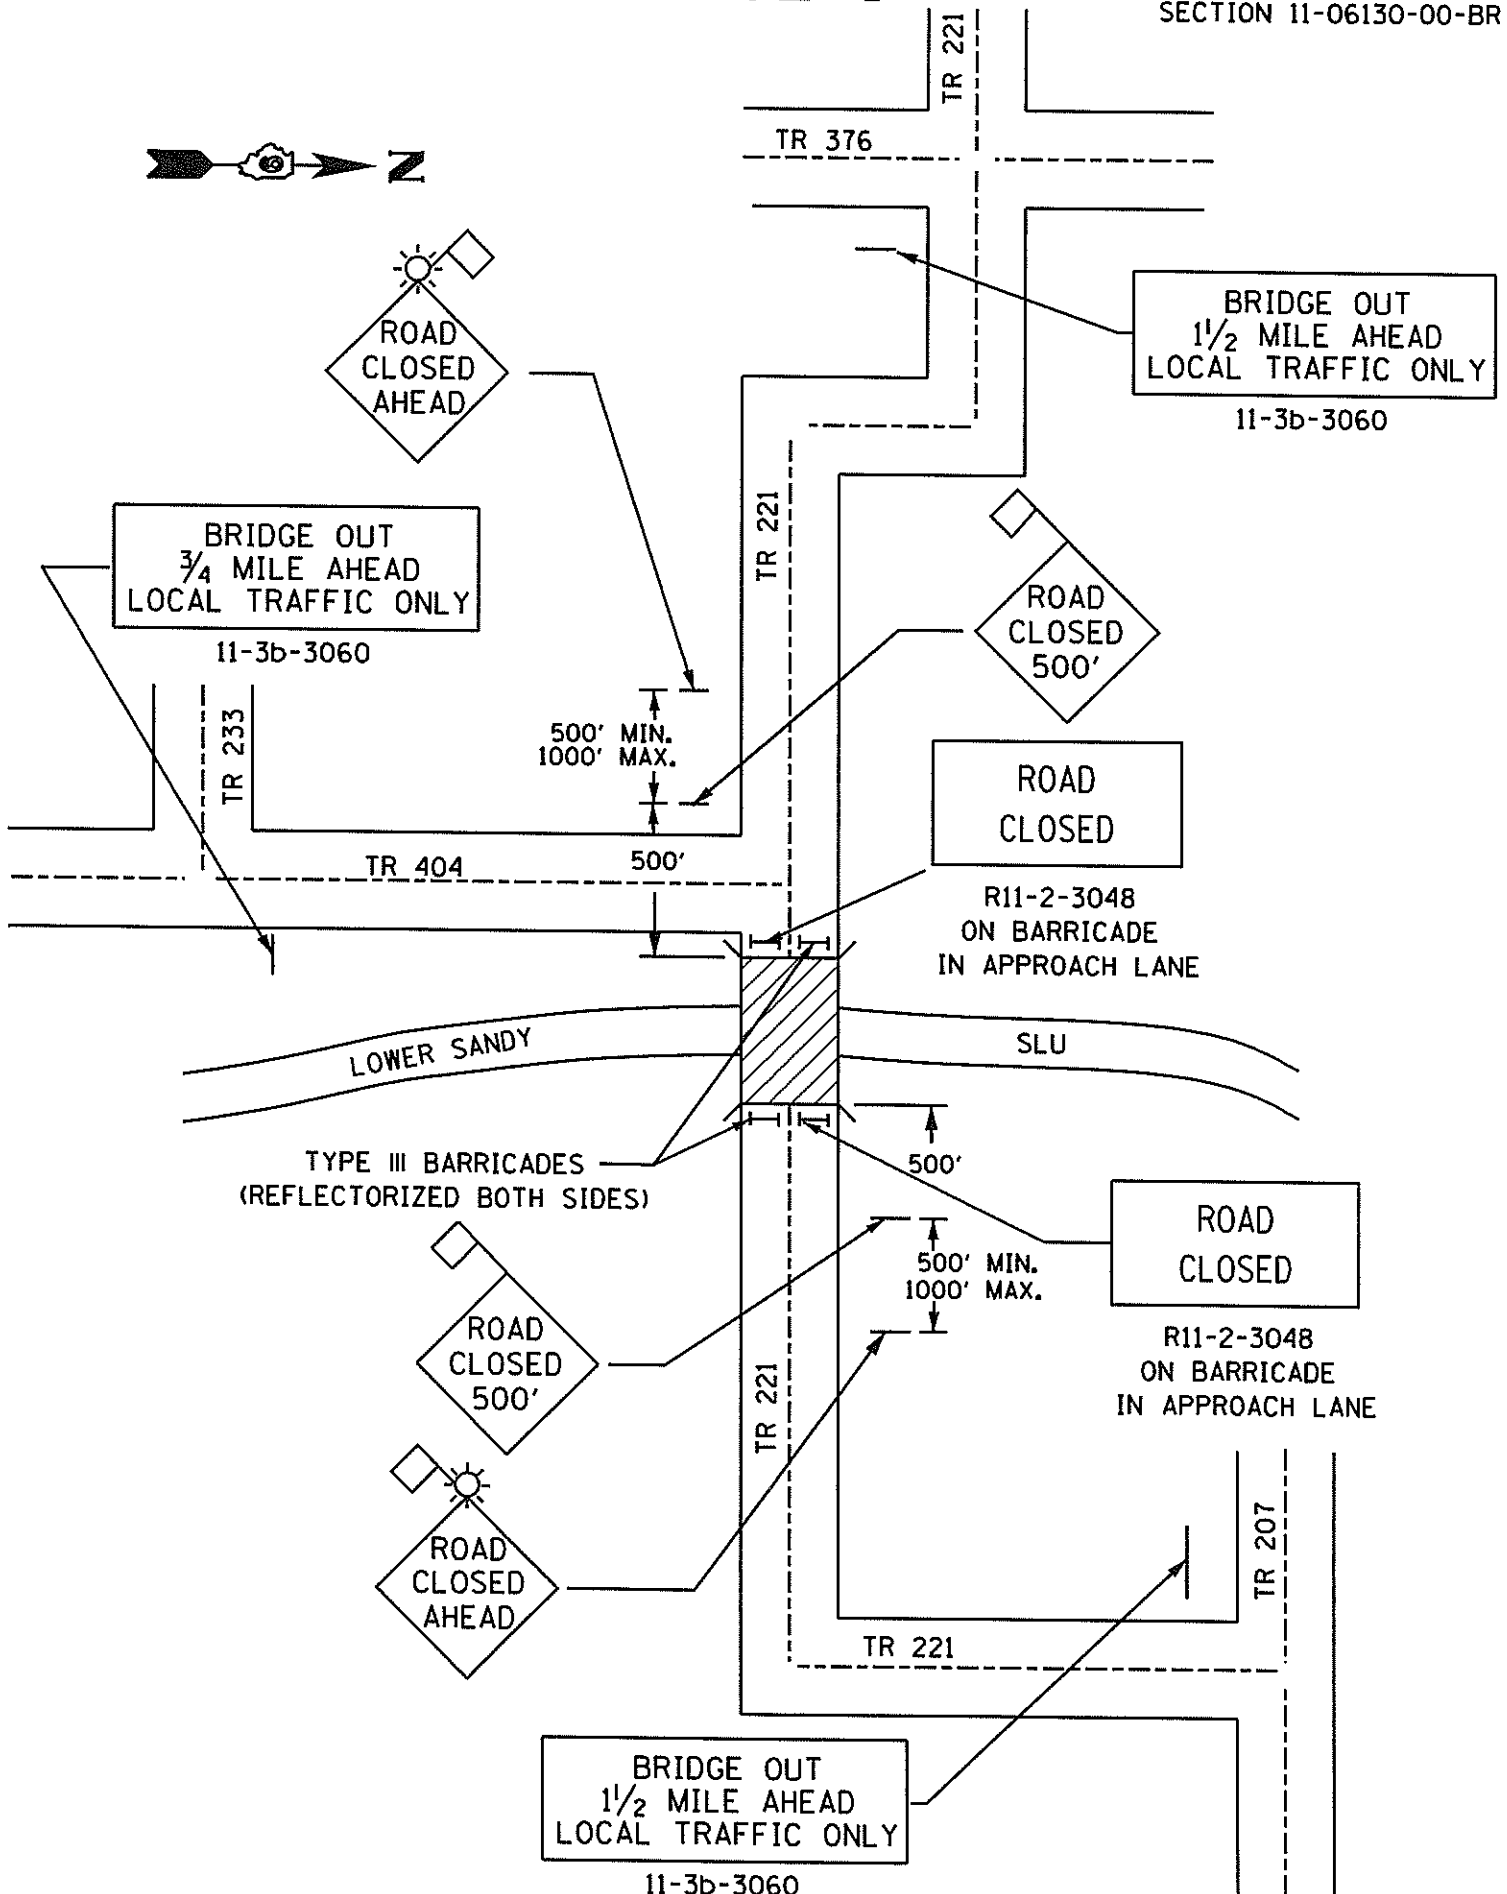 SECTION 11-06130-00-BR
TR 221
TR 376
N
BRIDGE OUT
1 1/2 MILE AHEAD
LOCAL TRAFFIC ONLY
11-3b-3060
ROAD
CLOSED
AHEAD
BRIDGE OUT
3/4 MILE AHEAD
LOCAL TRAFFIC ONLY
11-3b-3060
TR 221
ROAD
CLOSED
500'
TR 233
500' MIN.
1000' MAX.
ROAD
CLOSED
R11-2-3048
ON BARRICADE
IN APPROACH LANE
TR 404
500'
LOWER SANDY
SLU
TYPE III BARRICADES
(REFLECTORIZED BOTH SIDES)
500'
500' MIN.
1000' MAX.
ROAD
CLOSED
R11-2-3048
ON BARRICADE
IN APPROACH LANE
ROAD
CLOSED
500'
TR 221
ROAD
CLOSED
AHEAD
TR 207
TR 221
BRIDGE OUT
1 1/2 MILE AHEAD
LOCAL TRAFFIC ONLY
11-3b-3060